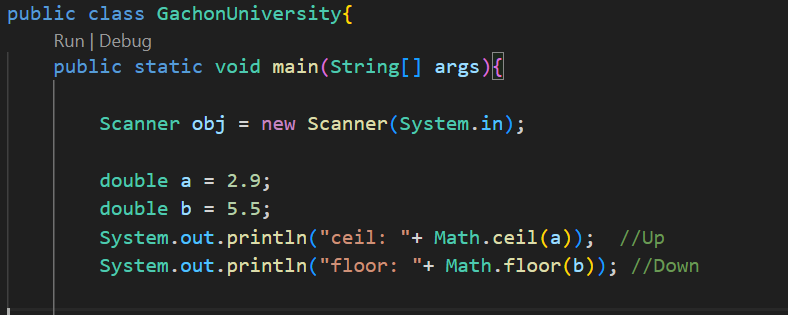 public class GachonUniversity{
Run | Debug
public static void main(String[] args){
Scanner obj = new Scanner(System.in);
double a = 2.9;
double b = 5.5;
System.out.println("ceil: "+ Math.ceil(a));  //Up
System.out.println("floor: "+ Math.floor(b)); //Down